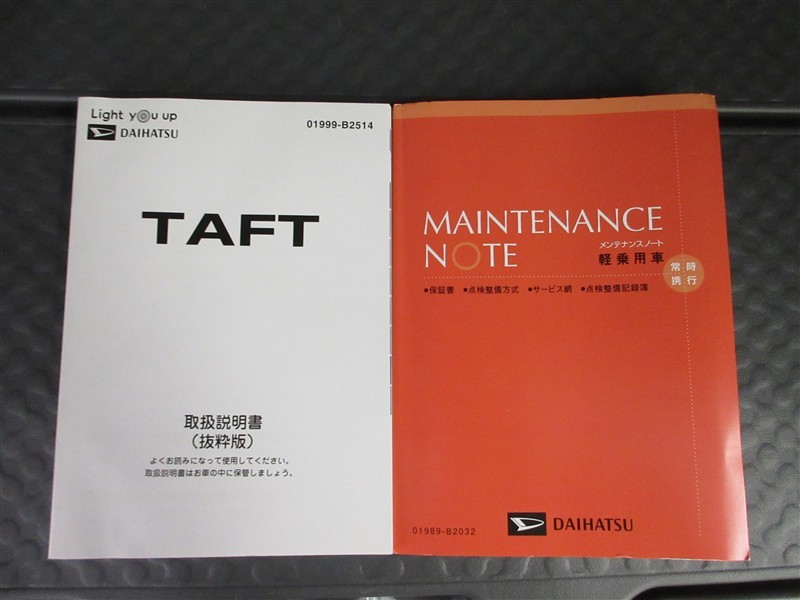 Light you up
DAIHATSU
01999-B2514
TAFT
取扱説明書
(抜粋版)
よくお読みになって使用してください。
取扱説明書はお車の中に保管しましょう。
MAINTENANCE
NOTE
メンテナンスノート
軽乗用車
常時
携行
●保証書 ●点検整備方式 ●サービス網 ●点検整備記録簿
01989-B2032
DAIHATSU